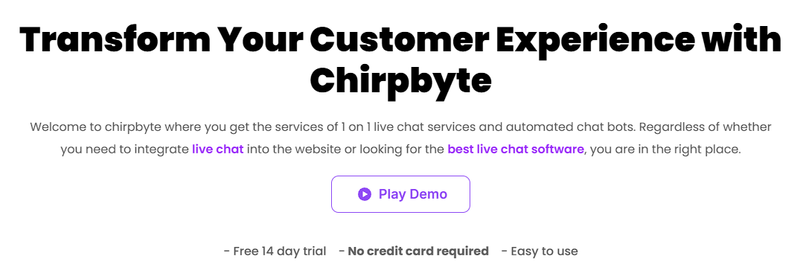 Transform Your Customer Experience with
Chirpbyte
Welcome to chirpbyte where you get the services of 1 on 1 live chat services and automated chat bots. Regardless of whether
you need to integrate live chat into the website or looking for the best live chat software, you are in the right place.
Play Demo
- Free 14 day trial - No credit card required - Easy to use